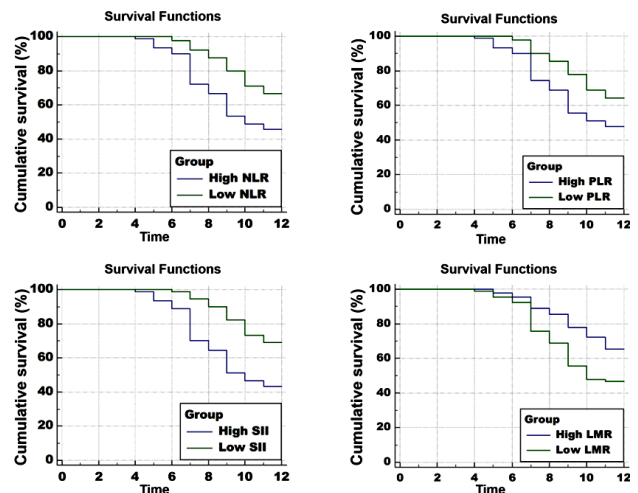 Survival Functions
Cumulative survival (%)
100
80
60
40
20
0
Group
High NLR
Low NLR
0 2 4 6 8 10 12
Time
Survival Functions
Cumulative survival (%)
100
80
60
40
20
0
Group
High PLR
Low PLR
0 2 4 6 8 10 12
Time
Survival Functions
Cumulative survival (%)
100
80
60
40
20
0
Group
High SII
Low SII
0 2 4 6 8 10 12
Time
Survival Functions
Cumulative survival (%)
100
80
60
40
20
0
Group
High LMR
Low LMR
0 2 4 6 8 10 12
Time